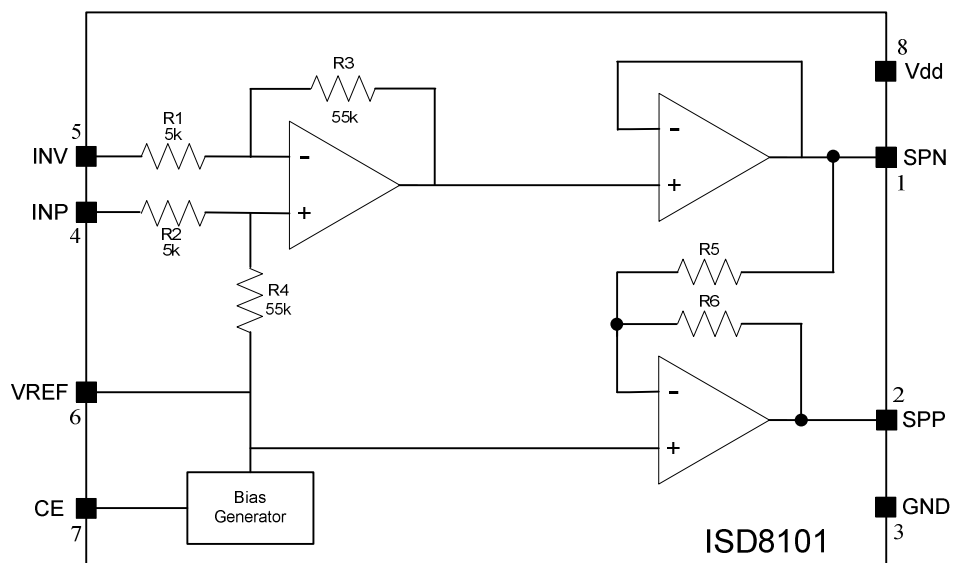 8
Vdd
R3
55k
5
INV
R1
5k
-
+
-
+
SPN
1
INP
4
R2
5k
R5
R4
55k
R6
VREF
6
-
+
2
SPP
CE
7
Bias
Generator
GND
3
ISD8101